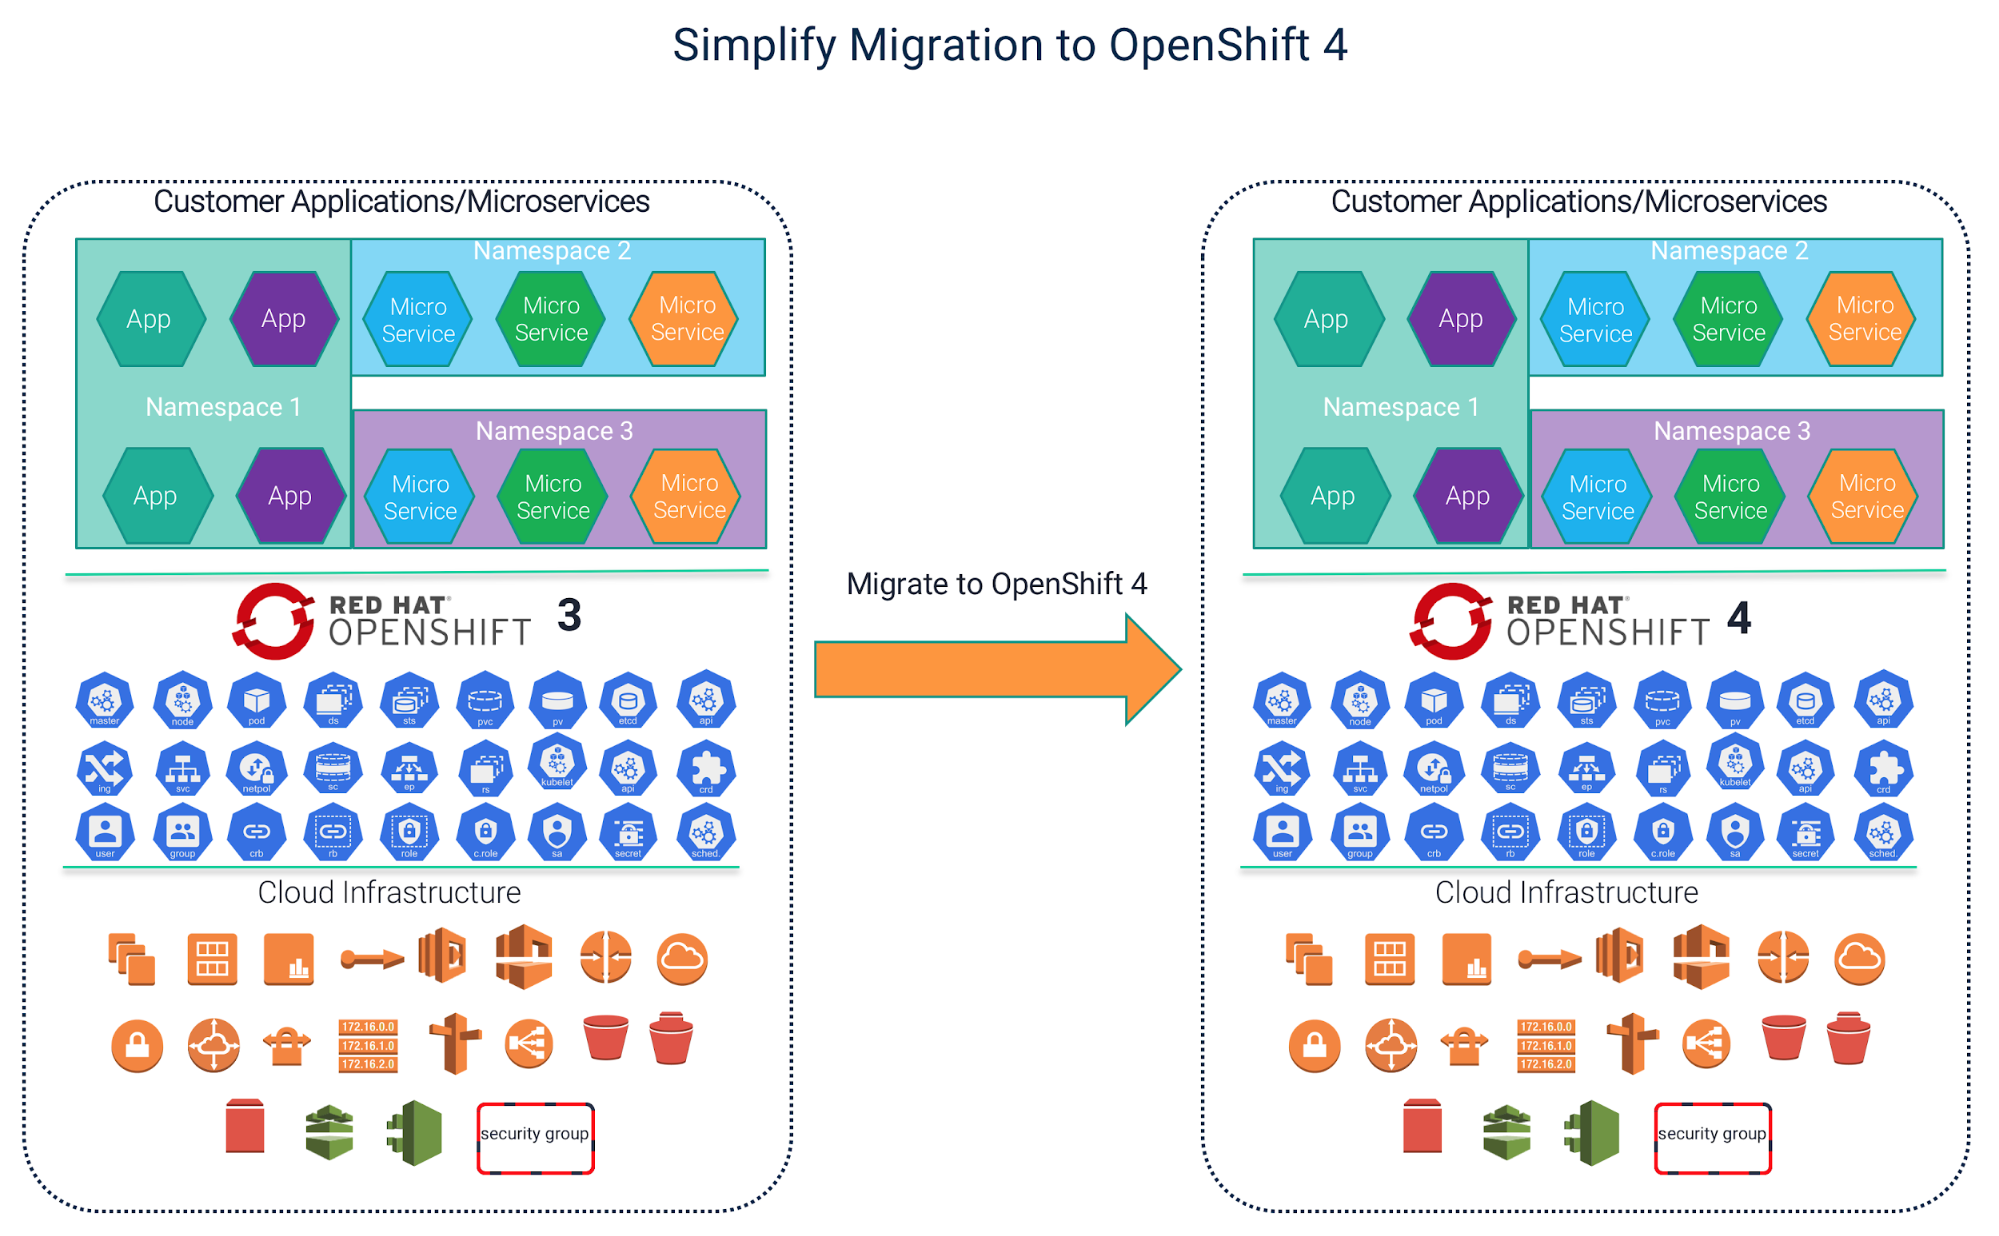 Simplify Migration to OpenShift 4
Customer Applications/Microservices
Namespace 2
App
App
Micro
Service
Micro
Service
Micro
Service
Namespace 1
Namespace 3
App
App
Micro
Service
Micro
Service
Micro
Service
RED HAT®
OPENSHIFT
3
master
node
pod
ds
sts
pvc
pv
etcd
api
ing
svc
netpol
sc
ep
rs
kubelet
api
crd
user
group
crb
rb
role
c.role
sa
secret
sched.
Cloud Infrastructure
172.16.0.0
172.16.1.0
172.16.2.0
security group
Migrate to OpenShift 4
Customer Applications/Microservices
Namespace 2
App
App
Micro
Service
Micro
Service
Micro
Service
Namespace 1
Namespace 3
App
App
Micro
Service
Micro
Service
Micro
Service
RED HAT®
OPENSHIFT
4
master
node
pod
ds
sts
pvc
pv
etcd
api
ing
svc
netpol
sc
ep
rs
kubelet
api
crd
user
group
crb
rb
role
c.role
sa
secret
sched.
Cloud Infrastructure
172.16.0.0
172.16.1.0
172.16.2.0
security group